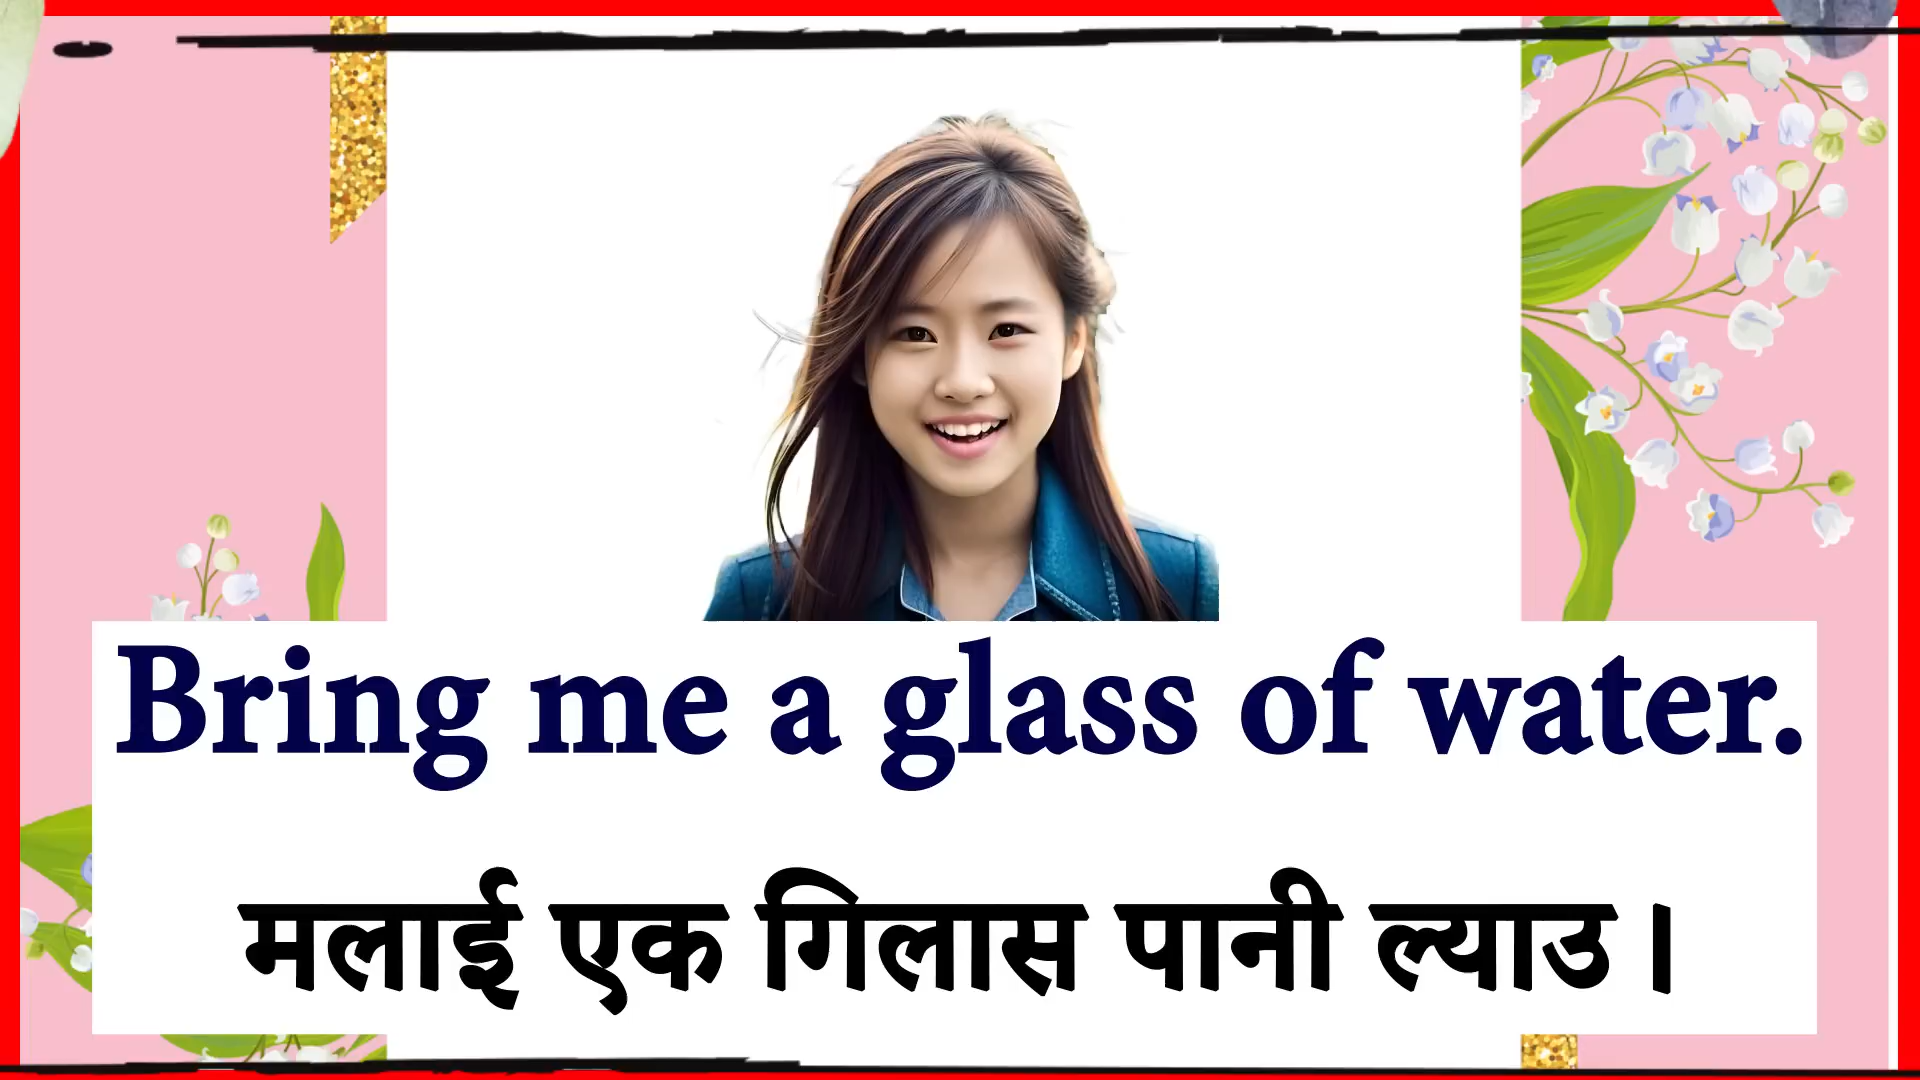 Bring me a glass of water.
मलाई एक गिलास पानी ल्याउ ।